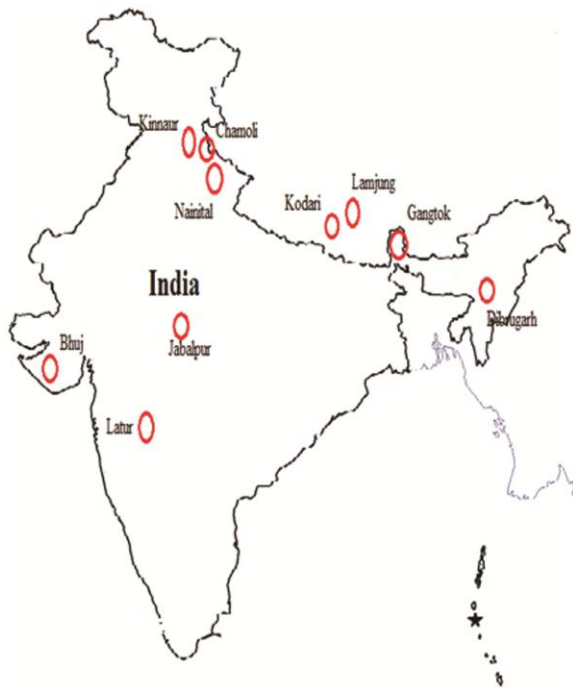 Kinnaur
Chamoli
Nainital
Lamjung
Kodari
Gangtok
India
Dibrugarh
Bhuj
Jabalpur
Latur